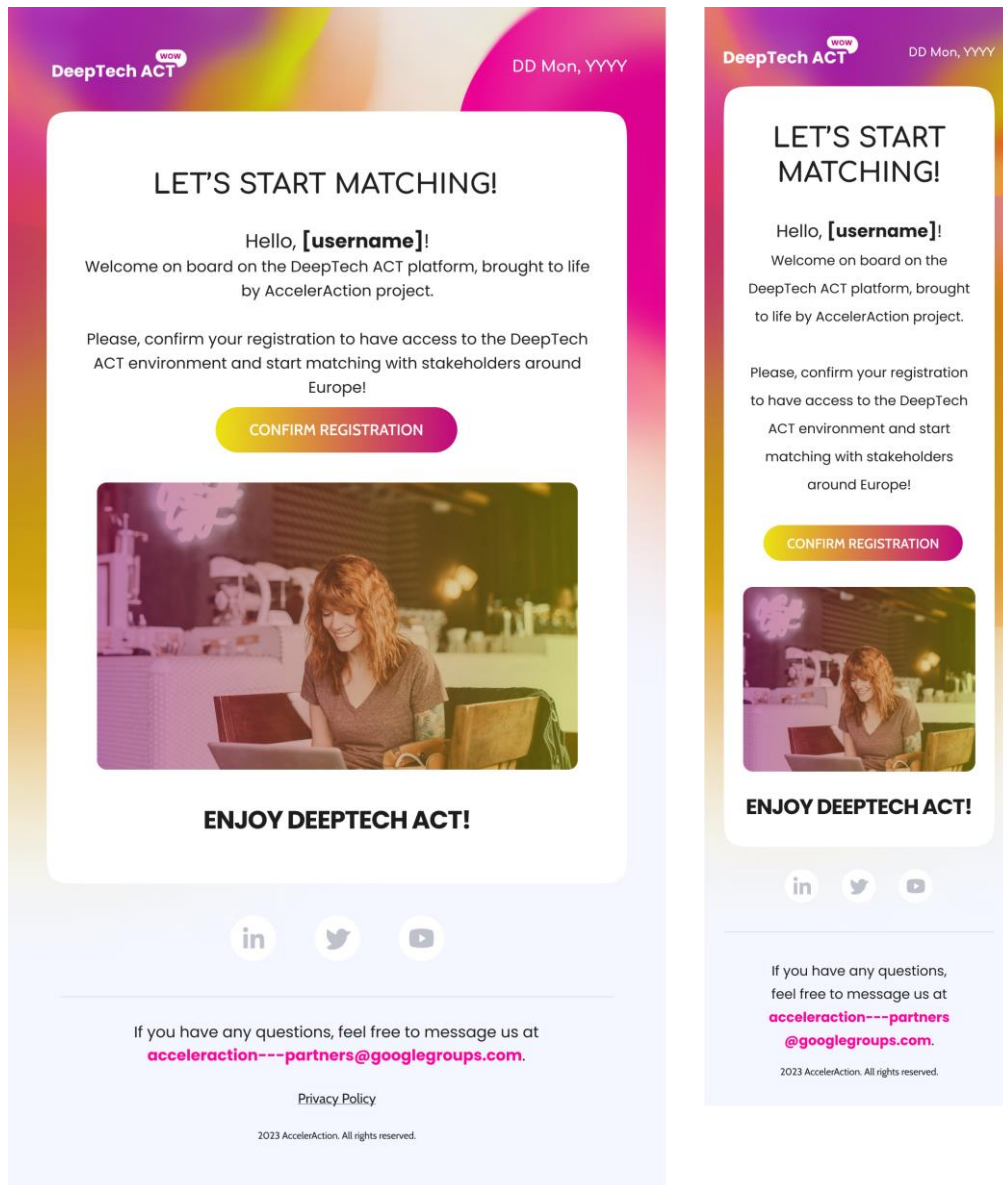 WOW
DeepTech ACT
DD Mon, YYYY
LET'S START MATCHING!
Hello, [username]!
Welcome on board on the DeepTech ACT platform, brought to life
by AccelerAction project.
Please, confirm your registration to have access to the DeepTech
ACT environment and start matching with stakeholders around
Europe!
CONFIRM REGISTRATION
ENJOY DEEPTECH ACT!
in
If you have any questions, feel free to message us at
acceleraction---partners@googlegroups.com.
Privacy Policy
2023 AccelerAction. All rights reserved.
WOW
DeepTech ACT
DD Mon, YYYY
LET'S START
MATCHING!
Hello, [username]!
Welcome on board on the
DeepTech ACT platform, brought
to life by AccelerAction project.
Please, confirm your registration
to have access to the DeepTech
ACT environment and start
matching with stakeholders
around Europe!
CONFIRM REGISTRATION
ENJOY DEEPTECH ACT!
in
If you have any questions,
feel free to message us at
acceleraction---partners
@googlegroups.com.
2023 AccelerAction. All rights reserved.